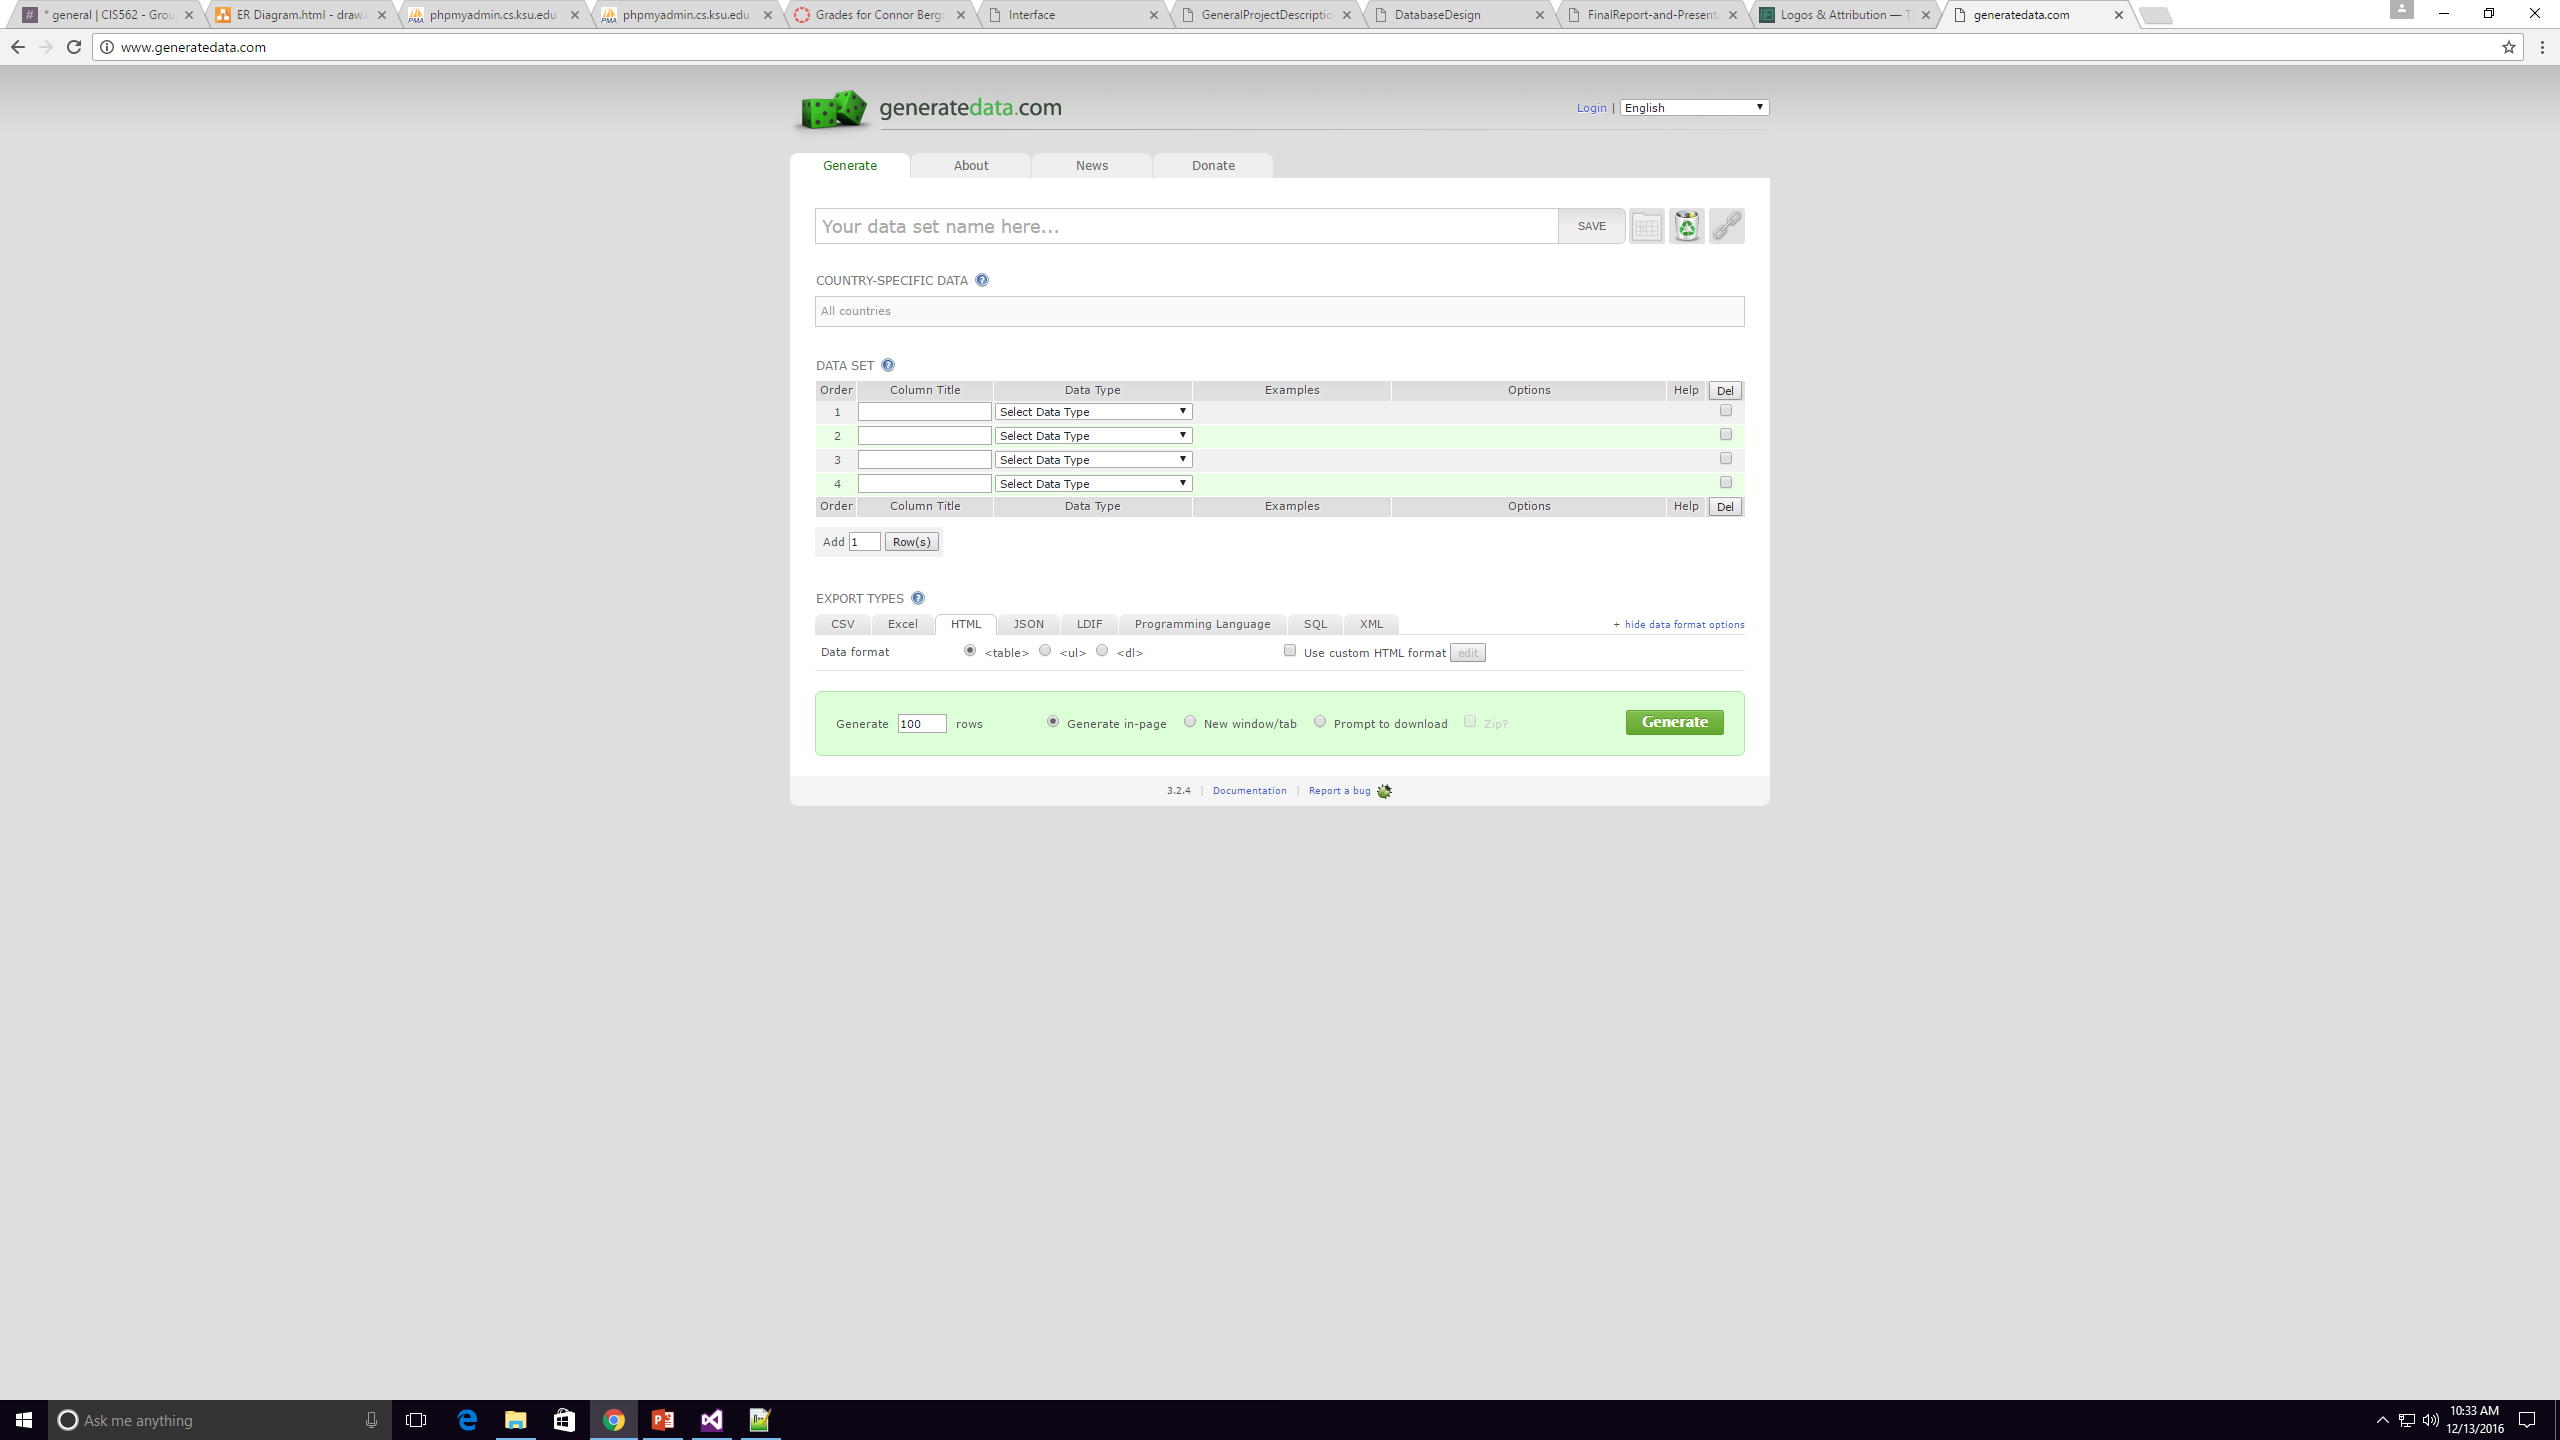 * general | CIS562 - Grou
ER Diagram.html - draw.i
phpmyadmin.cs.ksu.edu
phpmyadmin.cs.ksu.edu
Grades for Connor Berg
Interface
GeneralProjectDescriptio
DatabaseDesign
FinalReport-and-Present
Logos & Attribution — T
generatedata.com
www.generatedata.com
generatedata.com
Login | English
Generate About News Donate
Your data set name here... SAVE
COUNTRY-SPECIFIC DATA ?
All countries
DATA SET ?
Order Column Title Data Type Examples Options Help Del
1 Select Data Type
2 Select Data Type
3 Select Data Type
4 Select Data Type
Order Column Title Data Type Examples Options Help Del
Add 1 Row(s)
EXPORT TYPES ?
CSV Excel HTML JSON LDIF Programming Language SQL XML + hide data format options
Data format <table> <ul> <dl> Use custom HTML format edit
Generate 100 rows Generate in-page New window/tab Prompt to download Zip? Generate
3.2.4 | Documentation | Report a bug
Ask me anything
10:33 AM
12/13/2016